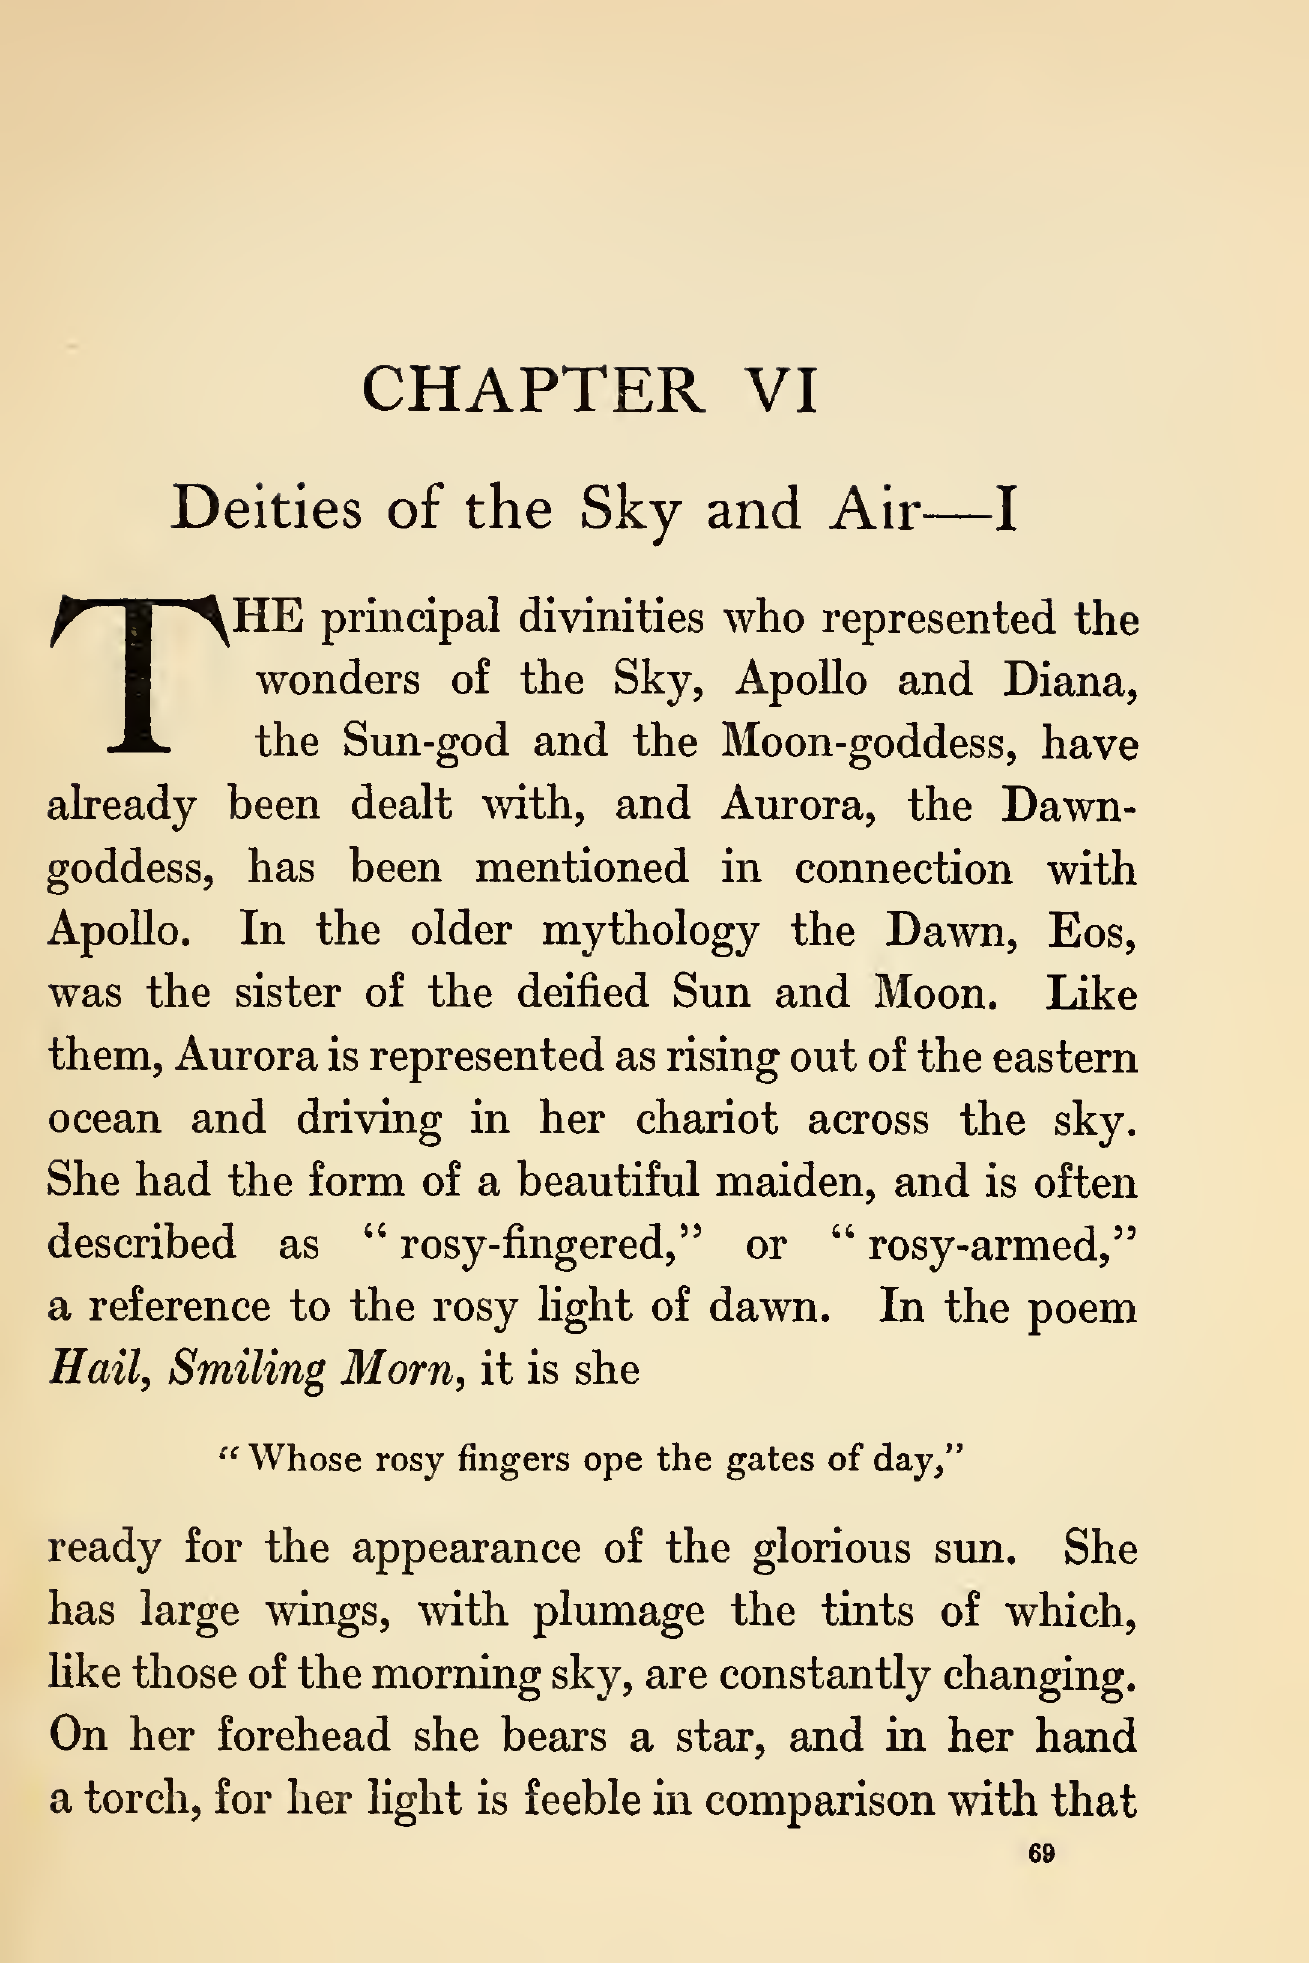 CHAPTER VI
Deities of the Sky and Air—I
THE principal divinities who represented the
wonders of the Sky, Apollo and Diana,
the Sun-god and the Moon-goddess, have
already been dealt with, and Aurora, the Dawn-
goddess, has been mentioned in connection with
Apollo. In the older mythology the Dawn, Eos,
was the sister of the deified Sun and Moon. Like
them, Aurora is represented as rising out of the eastern
ocean and driving in her chariot across the sky.
She had the form of a beautiful maiden, and is often
described as “ rosy-fingered,” or “ rosy-armed,”
a reference to the rosy light of dawn. In the poem
Hail, Smiling Morn, it is she
“ Whose rosy fingers ope the gates of day,”
ready for the appearance of the glorious sun. She
has large wings, with plumage the tints of which,
like those of the morning sky, are constantly changing.
On her forehead she bears a star, and in her hand
a torch, for her light is feeble in comparison with that
69